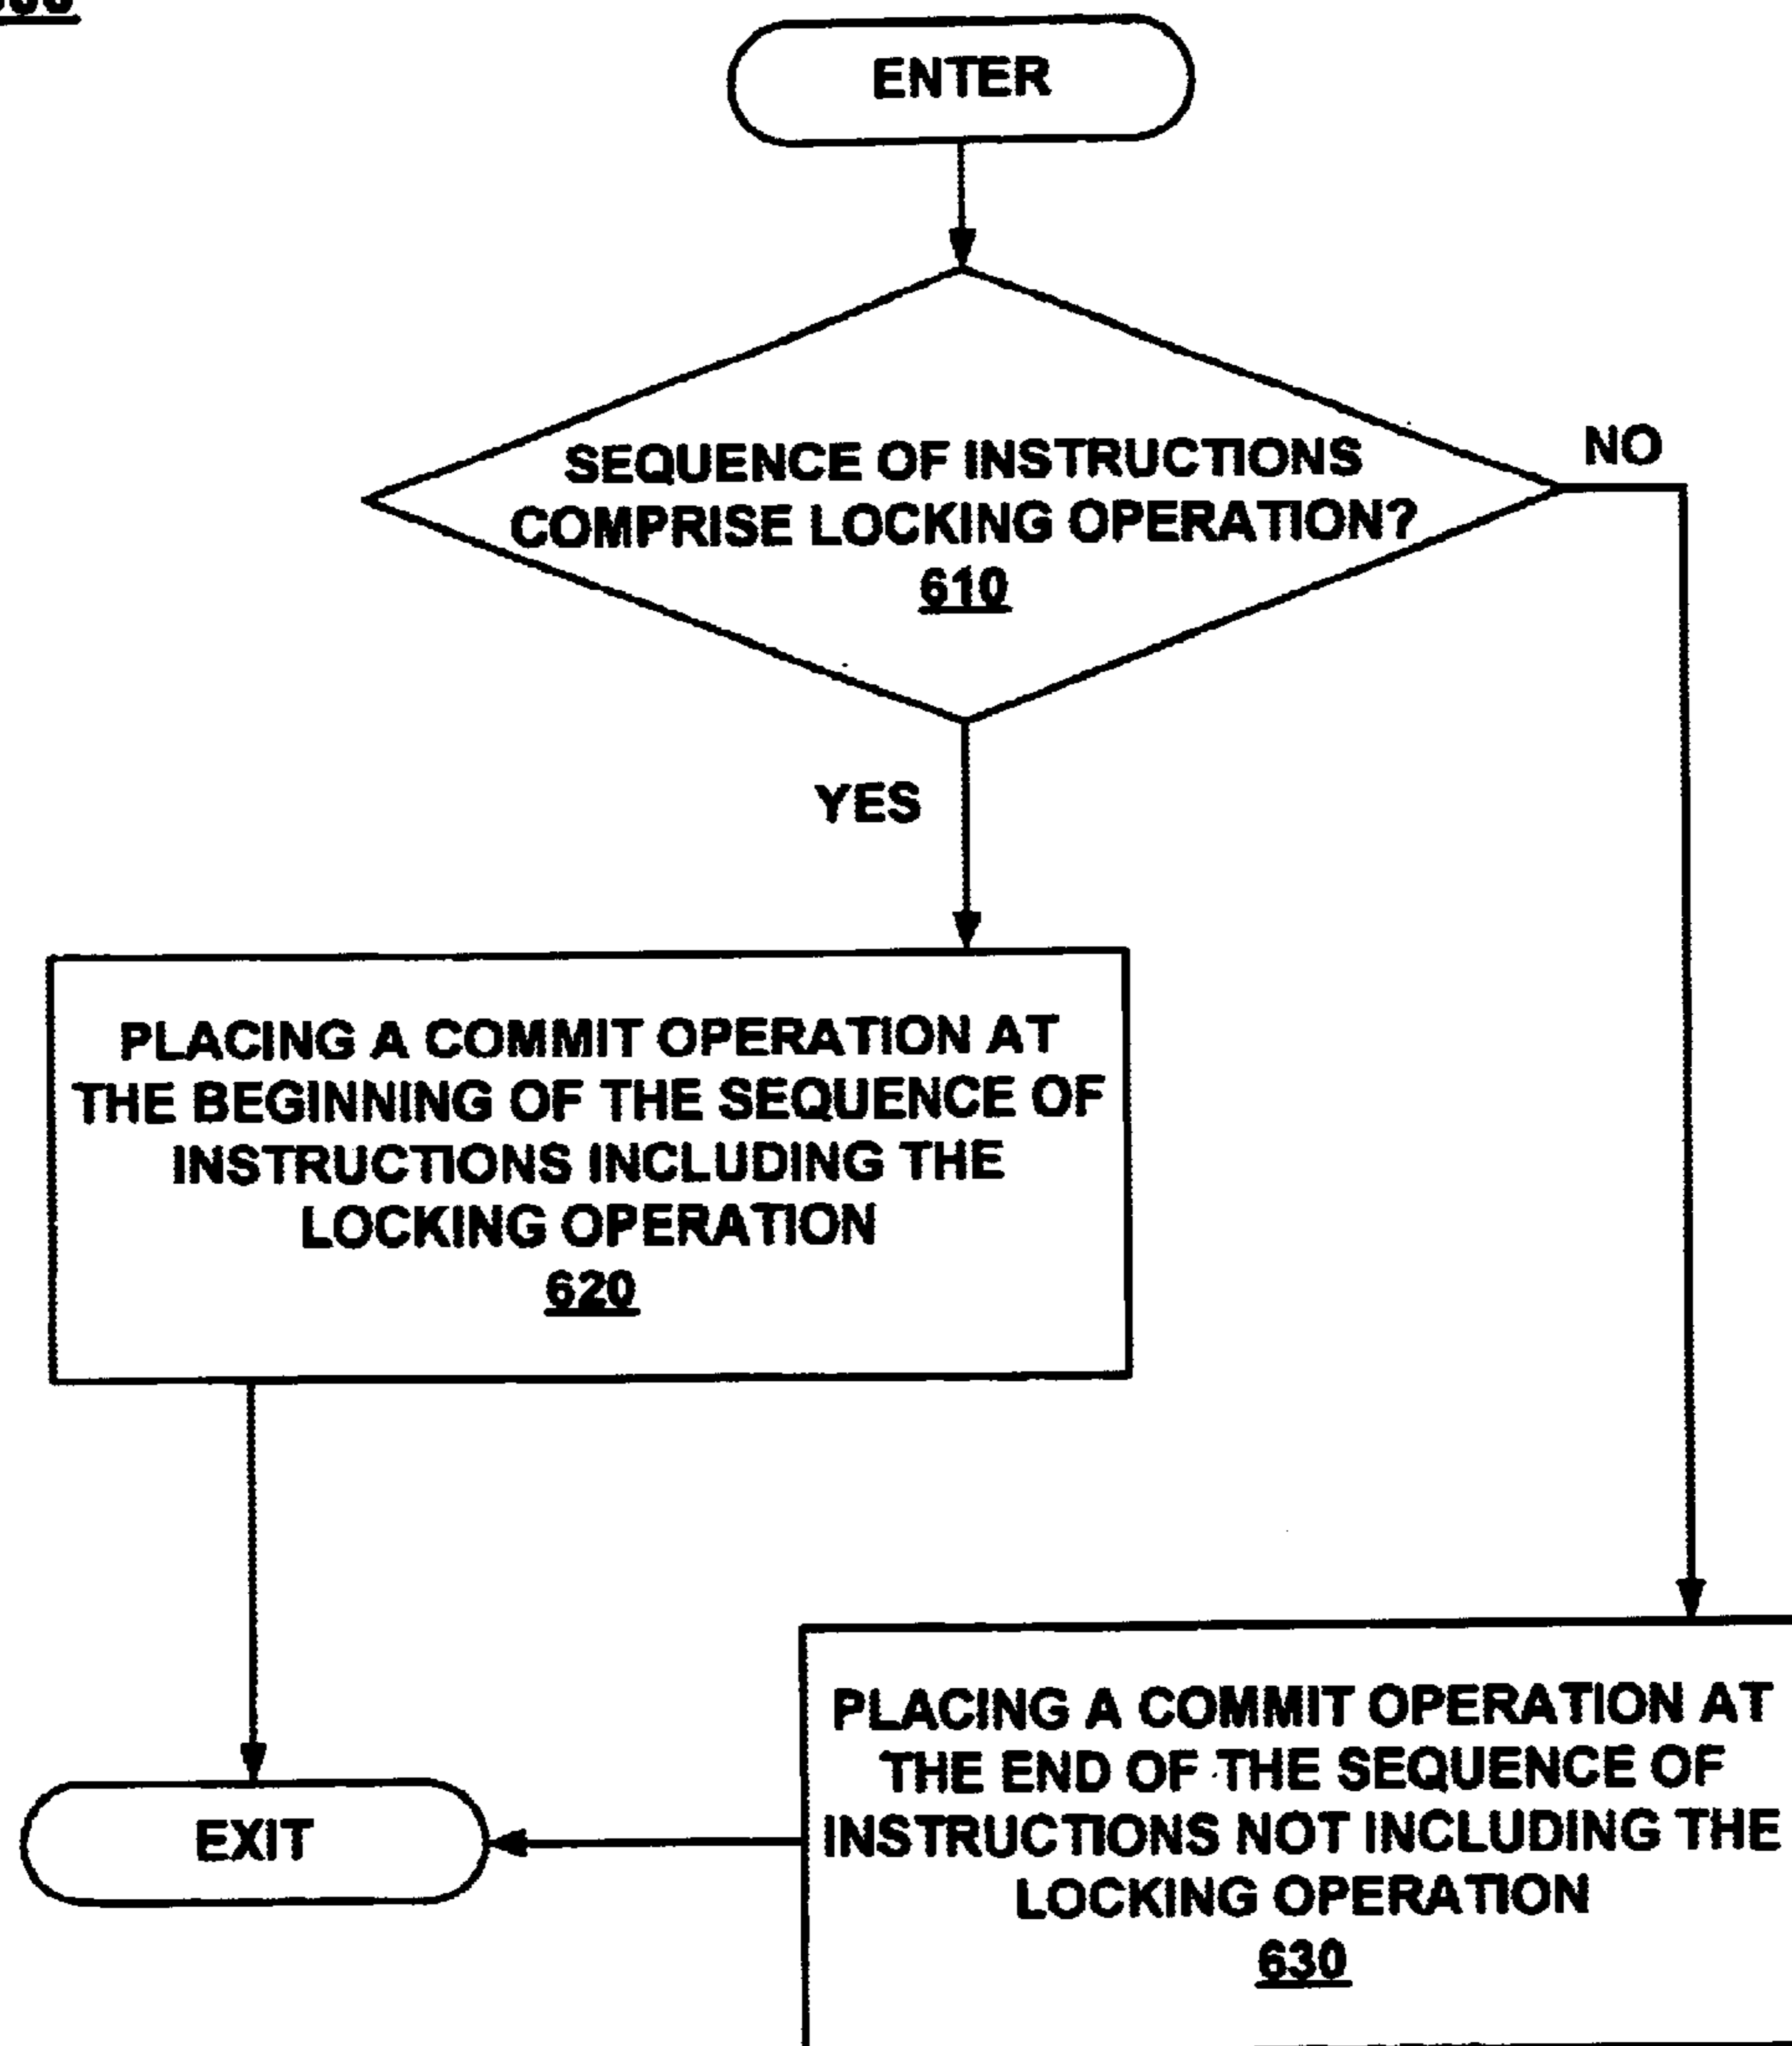 ENTER
SEQUENCE OF INSTRUCTIONS
COMPRISE LOCKING OPERATION?
610
NO
YES
PLACING A COMMIT OPERATION AT
THE BEGINNING OF THE SEQUENCE OF
INSTRUCTIONS INCLUDING THE
LOCKING OPERATION
620
PLACING A COMMIT OPERATION AT
THE END OF THE SEQUENCE OF
INSTRUCTIONS NOT INCLUDING THE
LOCKING OPERATION
630
EXIT